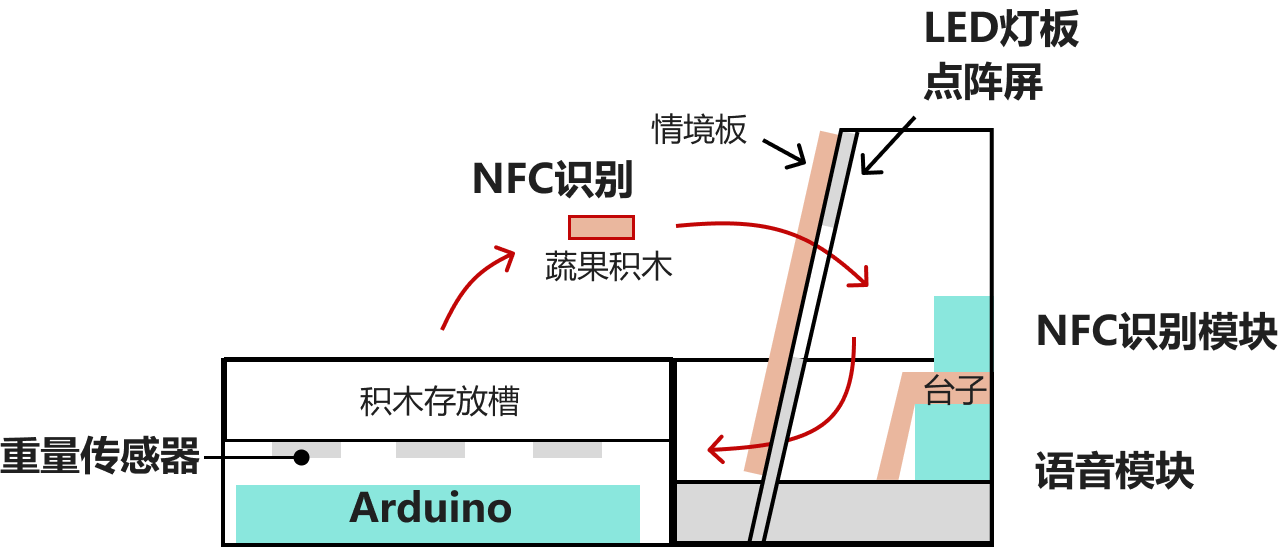 LED灯板
点阵屏
情境板
NFC识别
蔬果积木
NFC识别模块
台子
积木存放槽
重量传感器
语音模块
Arduino